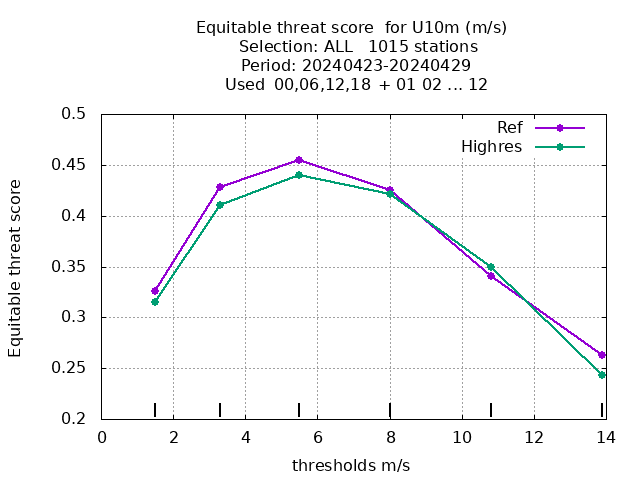 Equitable threat score  for U10m (m/s)
Selection: ALL   1015 stations
Period: 20240423-20240429
Used  00,06,12,18 + 01 02 ... 12
Ref
Highres
0.5
0.45
0.4
0.35
0.3
0.25
0.2
Equitable threat score
0 2 4 6 8 10 12 14
thresholds m/s